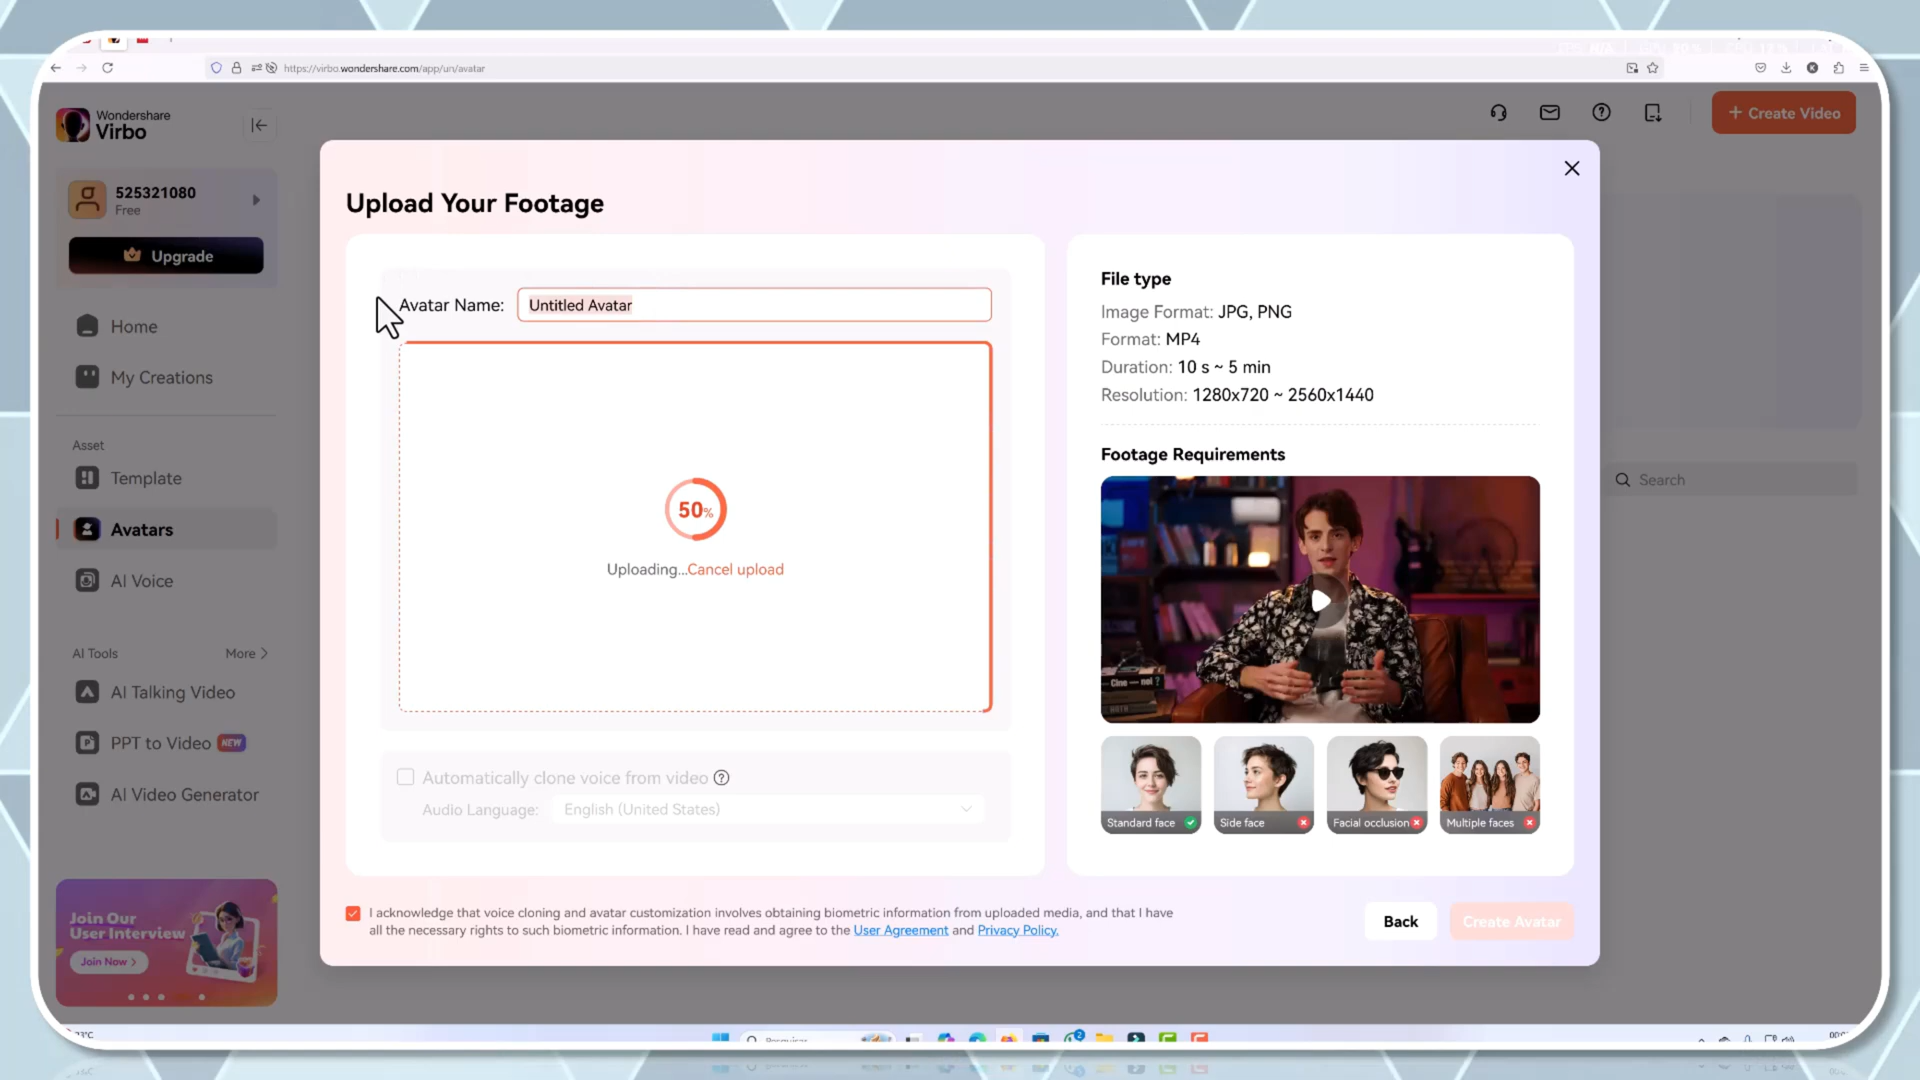 https://virbo.wondershare.com/app/un/avatar
Wondershare
Virbo
+ Create Video
525321080
Free
Upgrade
Home
My Creations
Asset
Template
Avatars
AI Voice
AI Tools
More >
AI Talking Video
PPT to Video NEW
AI Video Generator
Join Our
User Interview
Join Now >
Upload Your Footage
Avatar Name: Untitled Avatar
50%
Uploading...Cancel upload
Automatically clone voice from video ?
Audio Language: English (United States)
File type
Image Format: JPG, PNG
Format: MP4
Duration: 10 s ~ 5 min
Resolution: 1280x720 ~ 2560x1440
Footage Requirements
Standard face
Side face
Facial occlusion
Multiple faces
I acknowledge that voice cloning and avatar customization involves obtaining biometric information from uploaded media, and that I have
all the necessary rights to such biometric information. I have read and agree to the User Agreement and Privacy Policy.
Back
Create Avatar
Search
Pesquisar